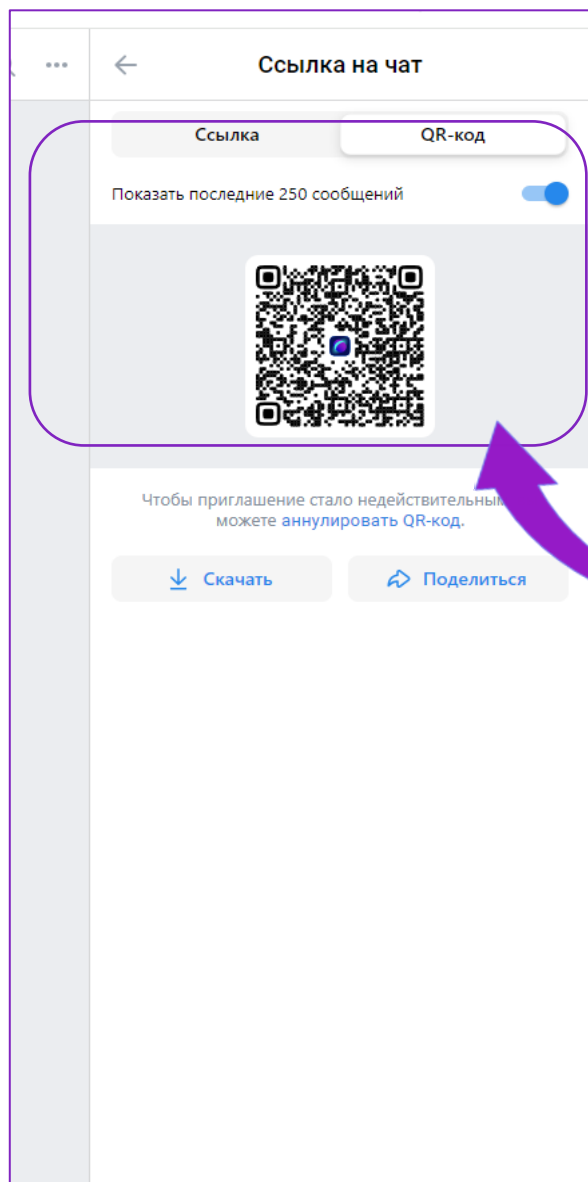 Ссылка на чат
Ссылка QR-код
Показать последние 250 сообщений
Чтобы приглашение стало недействительным
можете аннулировать QR-код.
Скачать Поделиться